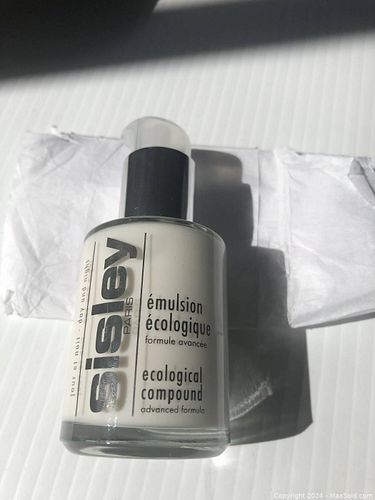 jour et nuit - day and night
sisley
PARIS
émulsion
écologique
formule avancée
ecological
compound
advanced formula
Copyright 2024 - MaxSold.com